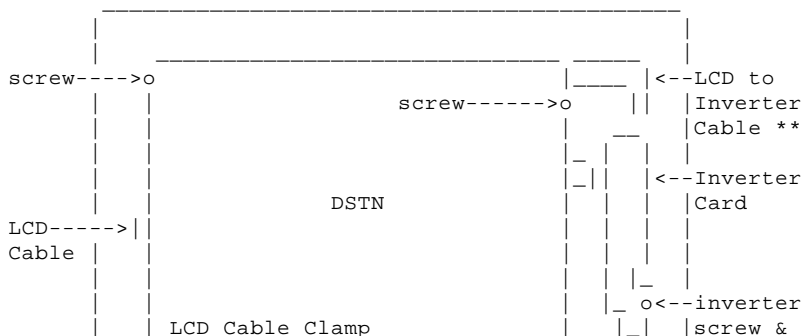 screw---->o
<--LCD to
screw------>o
Inverter
Cable **
<--Inverter
DSTN
Card
LCD----->
Cable
o<--inverter
LCD Cable Clamp
screw &